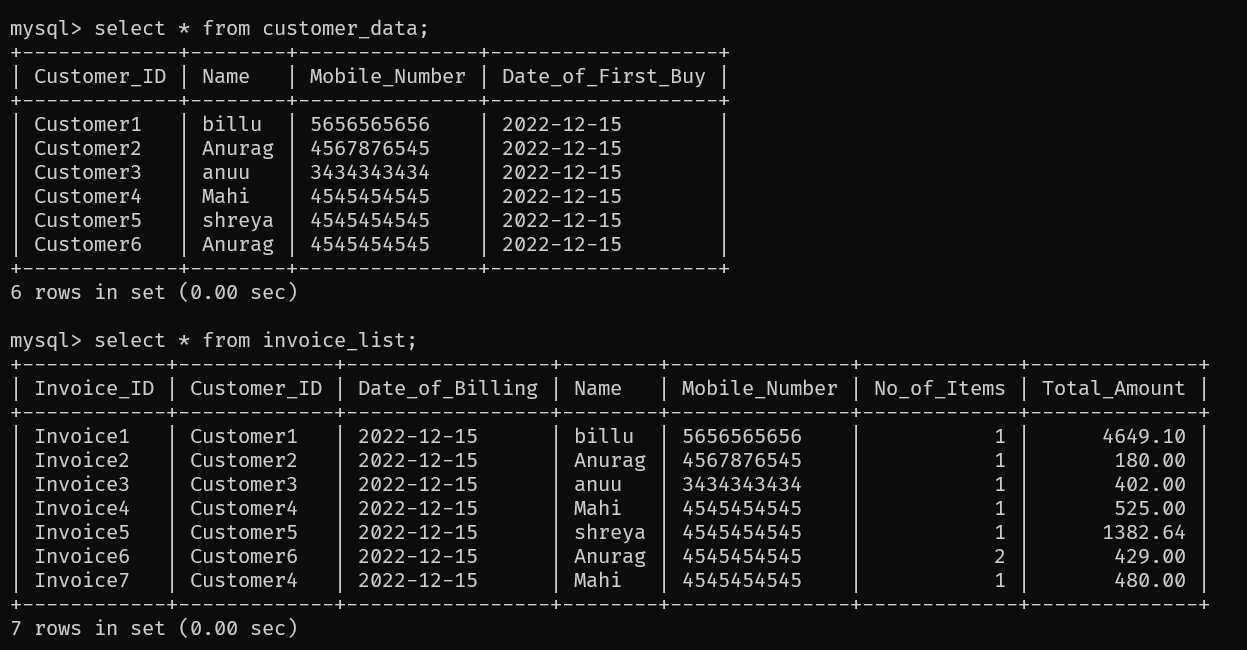 mysql> select * from customer_data;
+-------------+--------+---------------+-------------------+
| Customer_ID | Name   | Mobile_Number | Date_of_First_Buy |
+-------------+--------+---------------+-------------------+
| Customer1   | billu  | 5656565656    | 2022-12-15        |
| Customer2   | Anurag | 4567876545    | 2022-12-15        |
| Customer3   | anuu   | 3434343434    | 2022-12-15        |
| Customer4   | Mahi   | 4545454545    | 2022-12-15        |
| Customer5   | shreya | 4545454545    | 2022-12-15        |
| Customer6   | Anurag | 4545454545    | 2022-12-15        |
+-------------+--------+---------------+-------------------+
6 rows in set (0.00 sec)
mysql> select * from invoice_list;
+------------+-------------+-----------------+--------+---------------+-------------+--------------+
| Invoice_ID | Customer_ID | Date_of_Billing | Name   | Mobile_Number | No_of_Items | Total_Amount |
+------------+-------------+-----------------+--------+---------------+-------------+--------------+
| Invoice1   | Customer1   | 2022-12-15      | billu  | 5656565656    |           1 |      4649.10 |
| Invoice2   | Customer2   | 2022-12-15      | Anurag | 4567876545    |           1 |       180.00 |
| Invoice3   | Customer3   | 2022-12-15      | anuu   | 3434343434    |           1 |       402.00 |
| Invoice4   | Customer4   | 2022-12-15      | Mahi   | 4545454545    |           1 |       525.00 |
| Invoice5   | Customer5   | 2022-12-15      | shreya | 4545454545    |           1 |      1382.64 |
| Invoice6   | Customer6   | 2022-12-15      | Anurag | 4545454545    |           2 |       429.00 |
| Invoice7   | Customer4   | 2022-12-15      | Mahi   | 4545454545    |           1 |       480.00 |
+------------+-------------+-----------------+--------+---------------+-------------+--------------+
7 rows in set (0.00 sec)